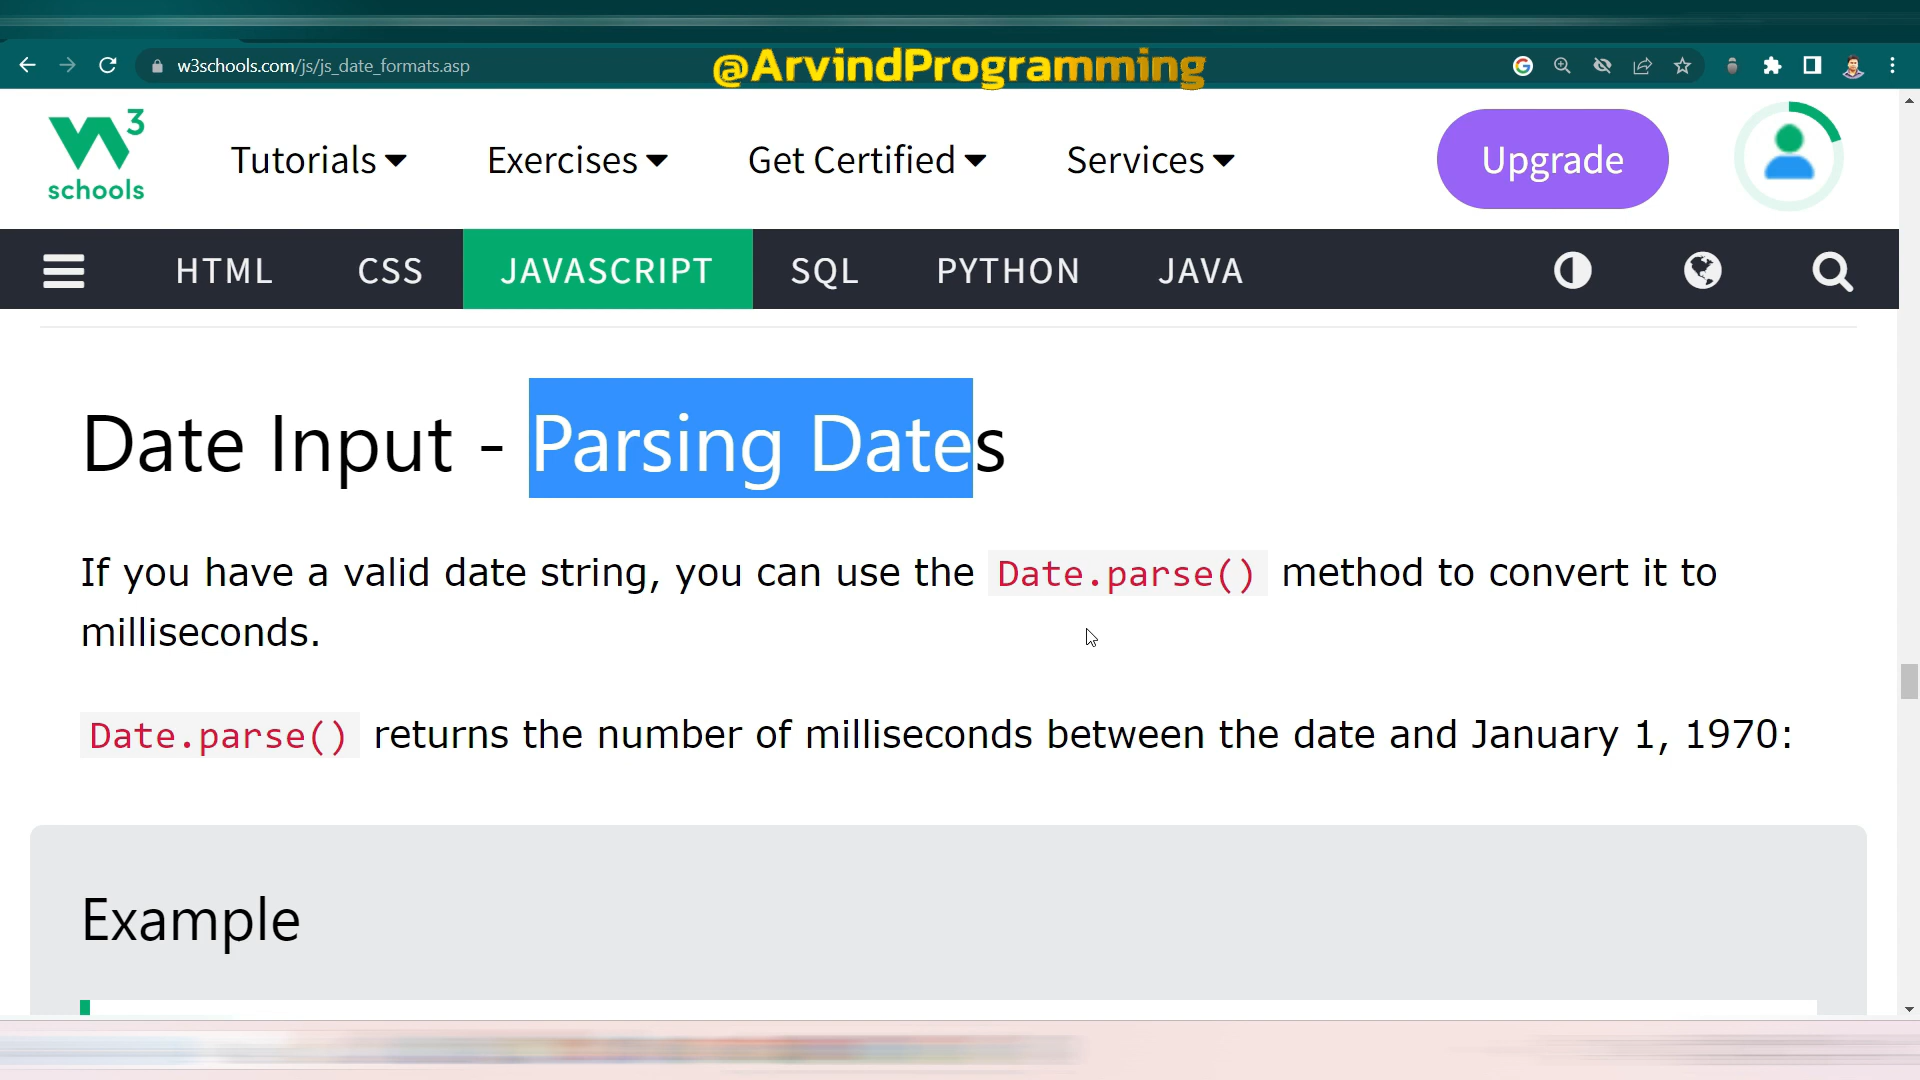 w3schools.com/js/js_date_formats.asp
@ArvindProgramming
W3 schools
Tutorials Exercises Get Certified Services Upgrade
HTML CSS JAVASCRIPT SQL PYTHON JAVA
Date Input - Parsing Dates
If you have a valid date string, you can use the Date.parse() method to convert it to
milliseconds.
Date.parse() returns the number of milliseconds between the date and January 1, 1970:
Example